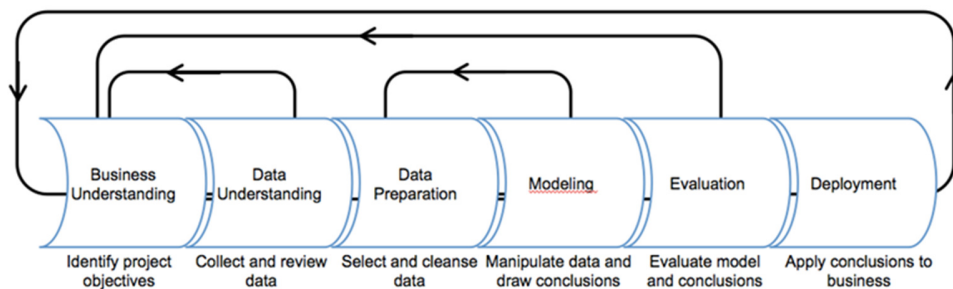 Business
Understanding
Data
Understanding
Data
Preparation
Modeling
Evaluation
Deployment
Identify project
objectives
Collect and review
data
Select and cleanse
data
Manipulate data and
draw conclusions
Evaluate model
and conclusions
Apply conclusions to
business